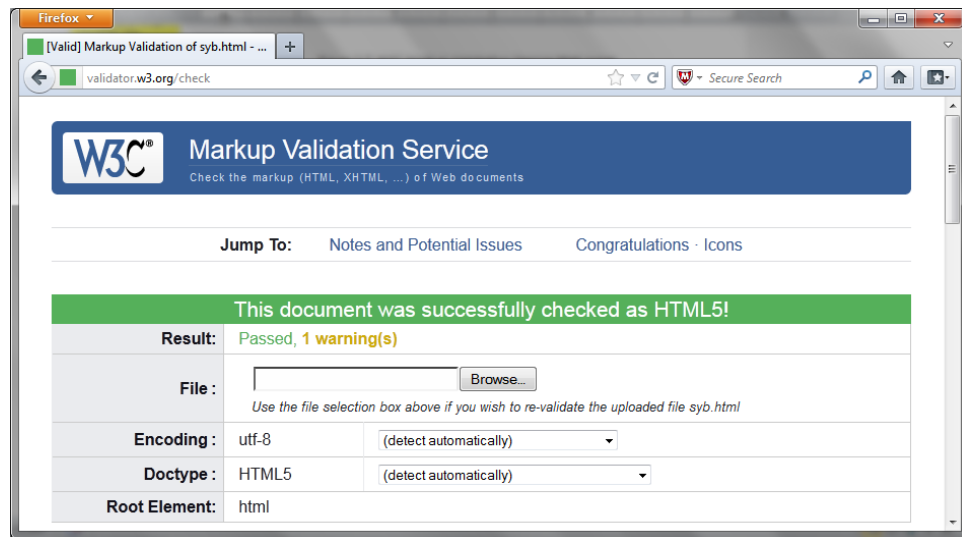 Firefox
[Valid] Markup Validation of syb.html - ...
validator.w3.org/check
Secure Search
W3C®
Markup Validation Service
Check the markup (HTML, XHTML, ...) of Web documents
Jump To: Notes and Potential Issues Congratulations · Icons
This document was successfully checked as HTML5!
Result: Passed, 1 warning(s)
File : Browse...
Use the file selection box above if you wish to re-validate the uploaded file syb.html
Encoding : utf-8 (detect automatically)
Doctype : HTML5 (detect automatically)
Root Element: html